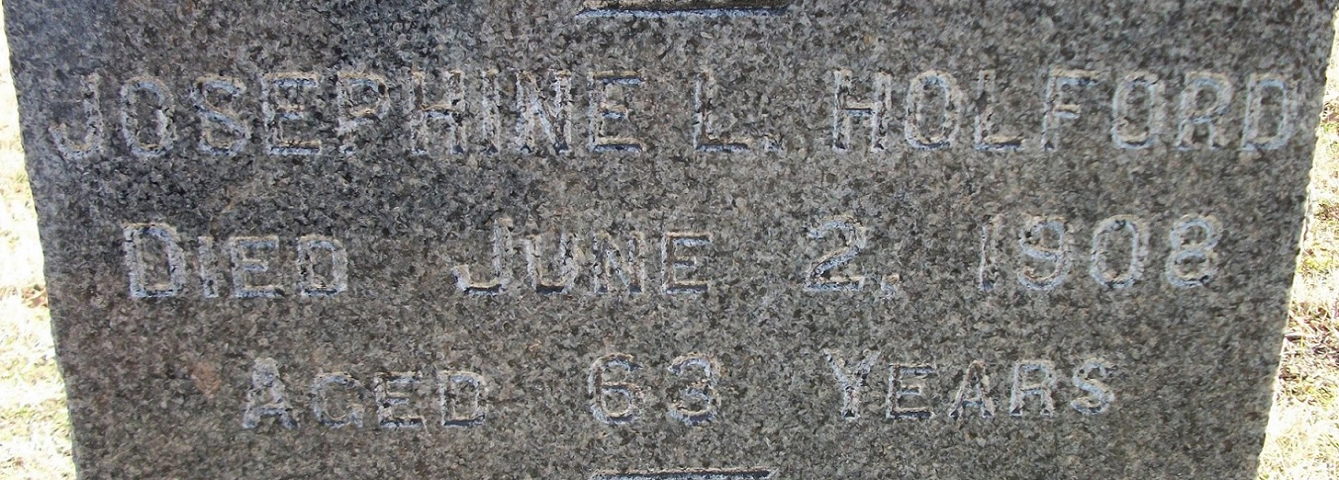 JOSEPHINE L. HOLFORD
DIED JUNE 2, 1908
AGED 63 YEARS